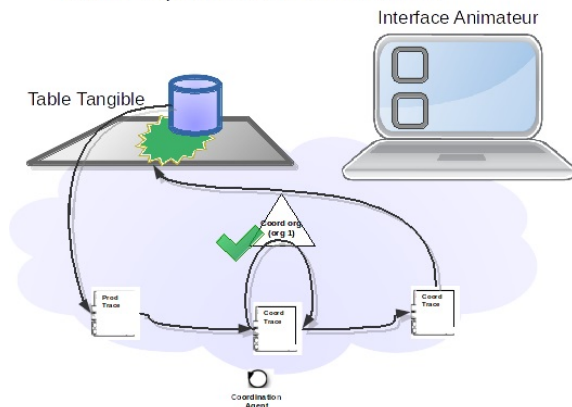 Interface Animateur
Table Tangible
Coord org
(org 1)
Prod
Trace
Coord
Trace
Coord
Trace
Coordination
Agent